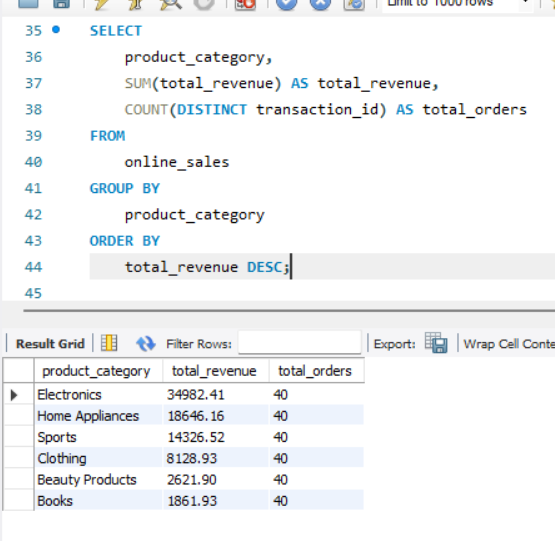 Limit to 1000 rows
35 SELECT
36 product_category,
37 SUM(total_revenue) AS total_revenue,
38 COUNT(DISTINCT transaction_id) AS total_orders
39 FROM
40 online_sales
41 GROUP BY
42 product_category
43 ORDER BY
44 total_revenue DESC;
45
Result Grid Filter Rows: Export: Wrap Cell Conte
product_category total_revenue total_orders
Electronics 34982.41 40
Home Appliances 18646.16 40
Sports 14326.52 40
Clothing 8128.93 40
Beauty Products 2621.90 40
Books 1861.93 40